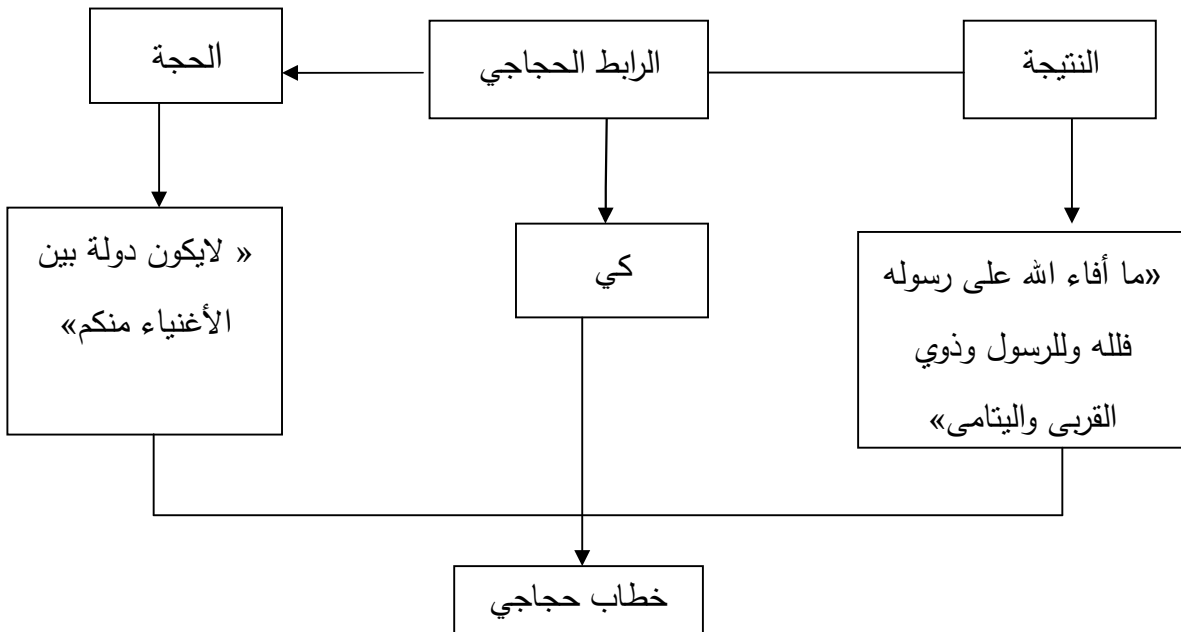 النتيجة
الرابط الحجاجي
الحجة
«ما أفاء الله على رسوله
فلله وللرسول وذوي
القربى واليتامى»
كي
« لايكون دولة بين
الأغنياء منكم»
خطاب حجاجي